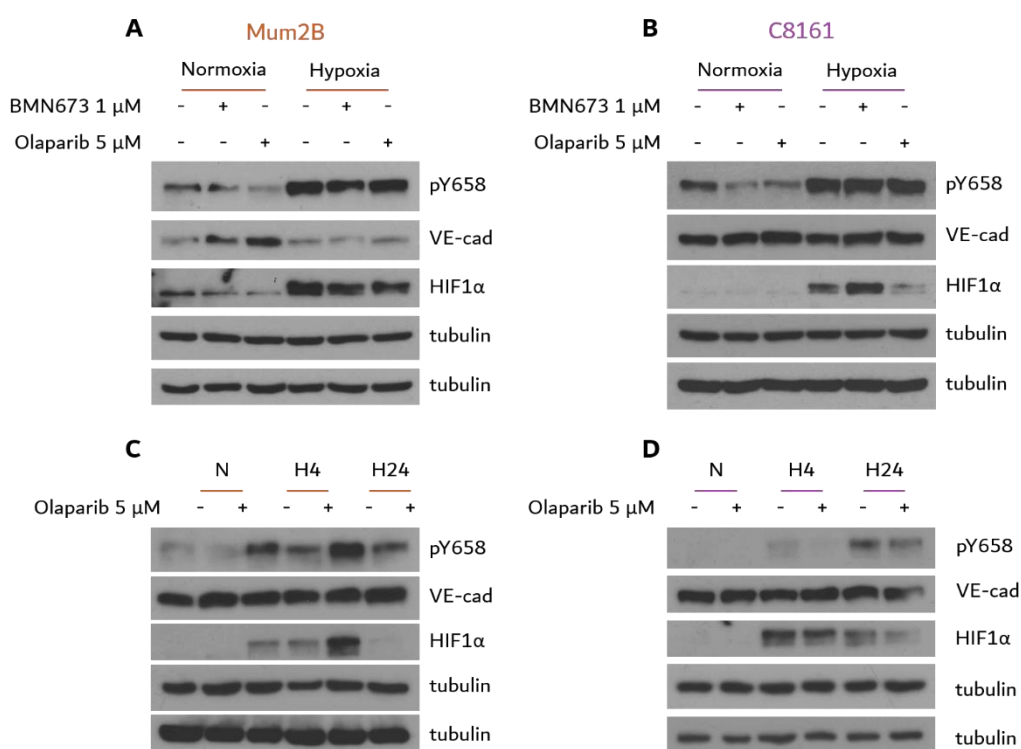 A
Mum2B
Normoxia Hypoxia
BMN673 1 μM - + - - + -
Olaparib 5 μM - - + - - +
pY658
VE-cad
HIF1α
tubulin
tubulin
B
C8161
Normoxia Hypoxia
BMN673 1 μM - + - - + -
Olaparib 5 μM - - + - - +
pY658
VE-cad
HIF1α
tubulin
tubulin
C
N H4 H24
Olaparib 5 μM - + - + - +
pY658
VE-cad
HIF1α
tubulin
tubulin
D
N H4 H24
Olaparib 5 μM - + - + - +
pY658
VE-cad
HIF1α
tubulin
tubulin